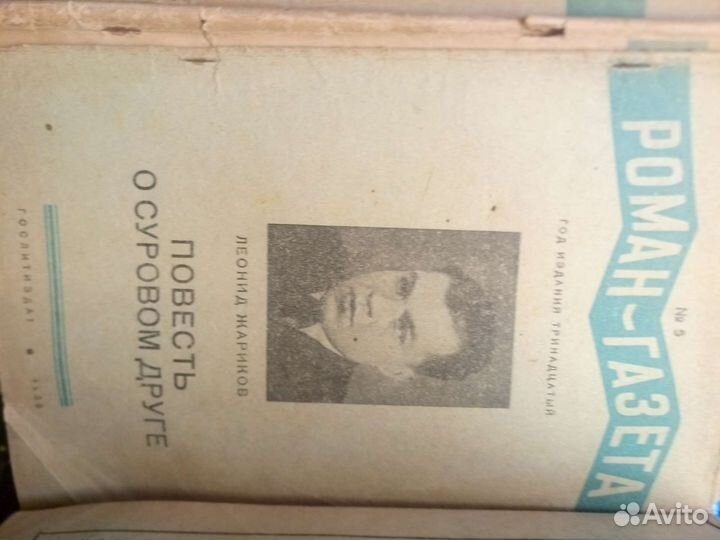 РОМАН-ГАЗЕТА
№ 5
ГОД ИЗДАНИЯ ТРИНАДЦАТЫЙ
ЛЕОНИД ЖАРИКОВ
ПОВЕСТЬ
О СУРОВОМ ДРУГЕ
ГОСЛИТИЗДАТ
Avito